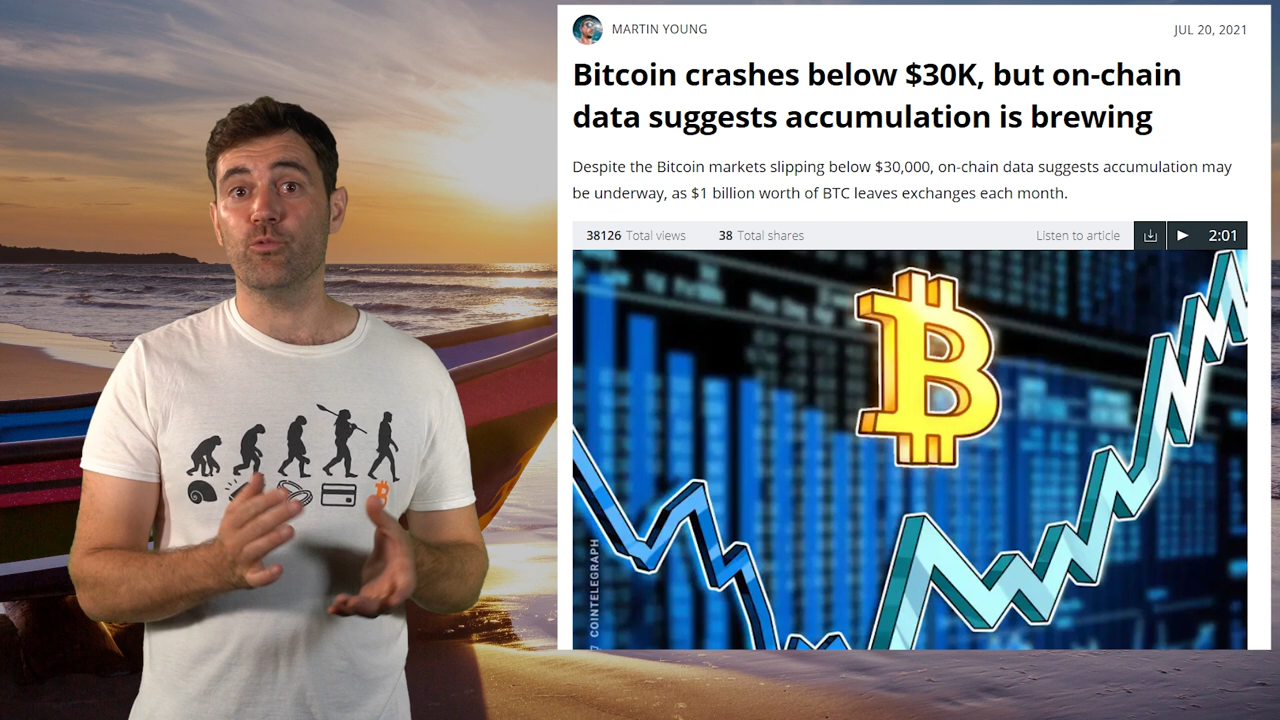 MARTIN YOUNG
JUL 20, 2021
Bitcoin crashes below $30K, but on-chain
data suggests accumulation is brewing
Despite the Bitcoin markets slipping below $30,000, on-chain data suggests accumulation may
be underway, as $1 billion worth of BTC leaves exchanges each month.
38126 Total views 38 Total shares Listen to article 2:01
COINTELEGRAPH